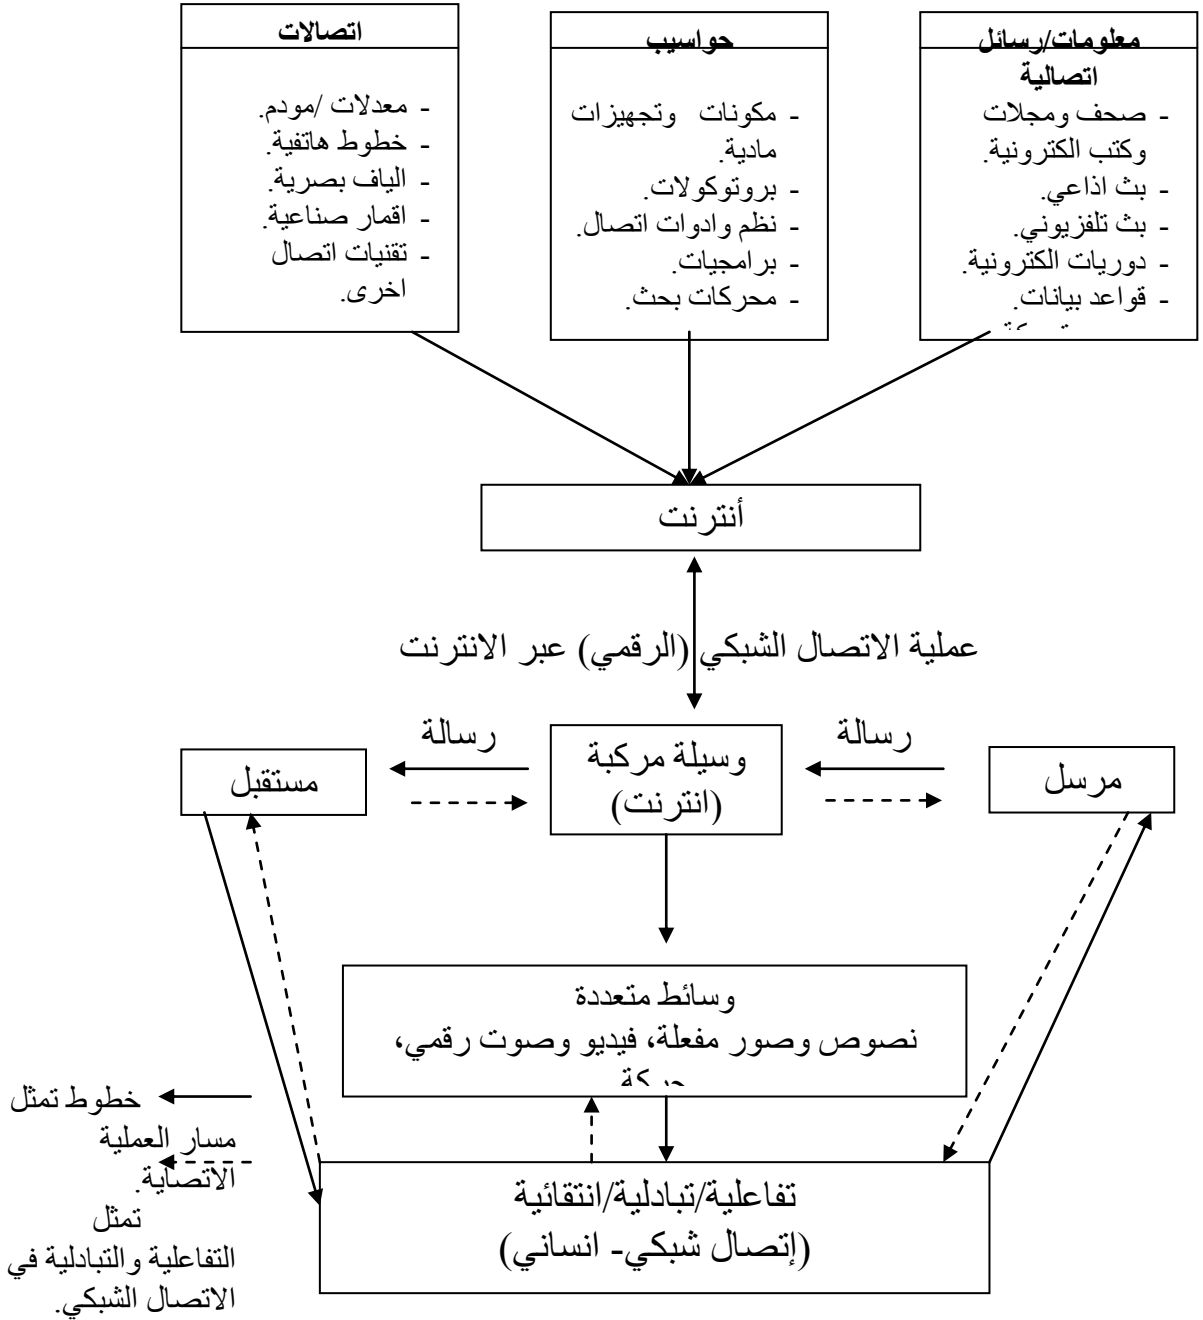 معلومات/رسائل
اتصالية
- صحف ومجلات
وكتب الكترونية.
- بث اذاعي.
- بث تلفزيوني.
- دوريات الكترونية.
- قواعد بيانات.
حواسيب
- مكونات وتجهيزات
مادية.
- بروتوكولات.
- نظم وادوات اتصال.
- برامجيات.
- محركات بحث.
اتصالات
- معدلات /مودم.
- خطوط هاتفية.
- الياف بصرية.
- اقمار صناعية.
- تقنيات اتصال
اخرى.
أنترنت
عملية الاتصال الشبكي (الرقمي) عبر الانترنت
مرسل
رسالة
وسيلة مركبة
(انترنت)
رسالة
مستقبل
وسائط متعددة
نصوص وصور مفعلة، فيديو وصوت رقمي،
تفاعلية/تبادلية/انتقائية
(إتصال شبكي- انساني)
خطوط تمثل
مسار العملية
الاتصاية.
تمثل
التفاعلية والتبادلية في
الاتصال الشبكي.